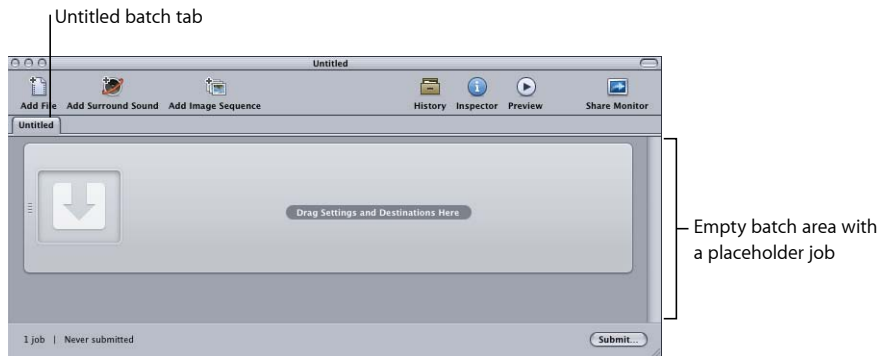 Untitled batch tab
Untitled
Add File Add Surround Sound Add Image Sequence History Inspector Preview Share Monitor
Untitled
Drag Settings and Destinations Here
Empty batch area with
a placeholder job
1 job | Never submitted Submit...